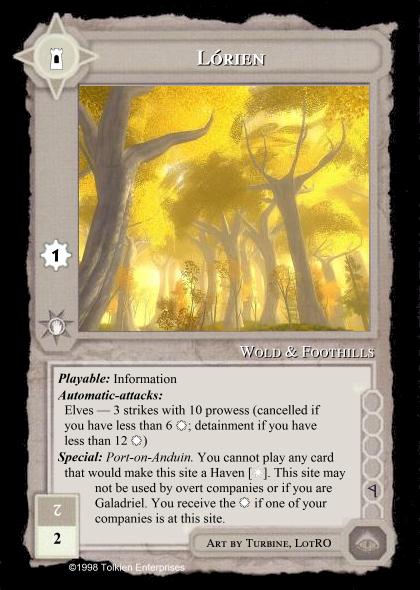 Lórien
1
Wold & Foothills
Playable: Information
Automatic-attacks:
Elves — 3 strikes with 10 prowess (cancelled if
you have less than 6 ; detainment if you have
less than 12 )
Special: Port-on-Anduin. You cannot play any card
that would make this site a Haven [ ]. This site may
not be used by overt companies or if you are
Galadriel. You receive the if one of your
companies is at this site.
2
2
Art by Turbine, LotRO
©1998 Tolkien Enterprises